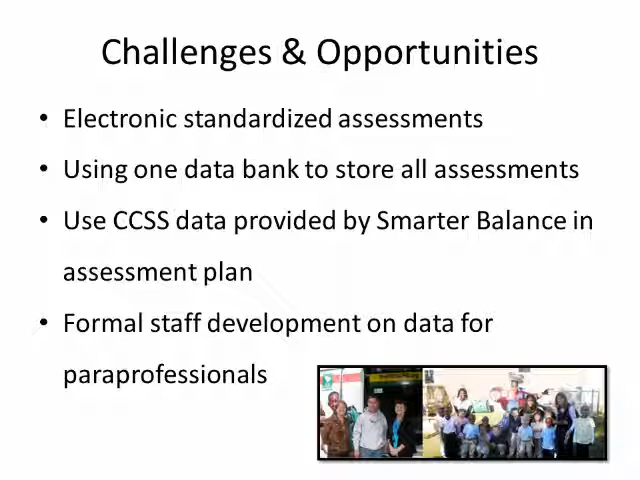 Challenges & Opportunities
• Electronic standardized assessments
• Using one data bank to store all assessments
• Use CCSS data provided by Smarter Balance in
assessment plan
• Formal staff development on data for
paraprofessionals